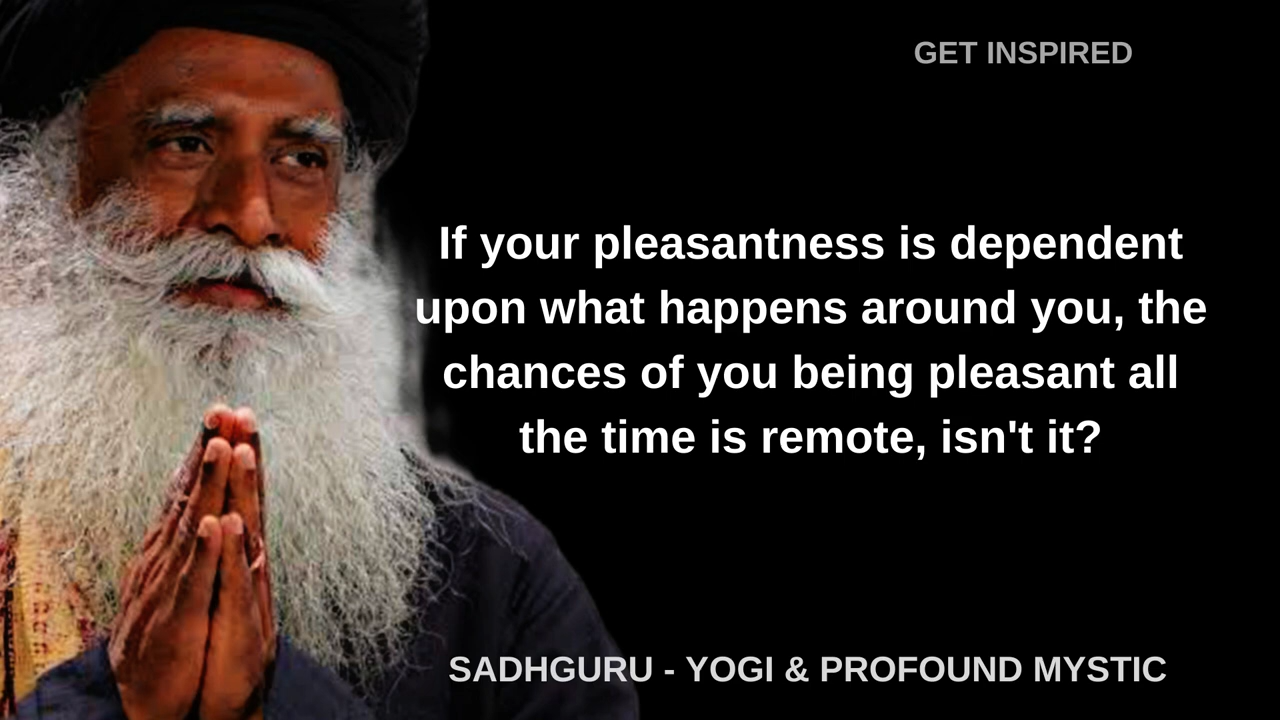 GET INSPIRED
If your pleasantness is dependent
upon what happens around you, the
chances of you being pleasant all
the time is remote, isn't it?
SADHGURU - YOGI & PROFOUND MYSTIC